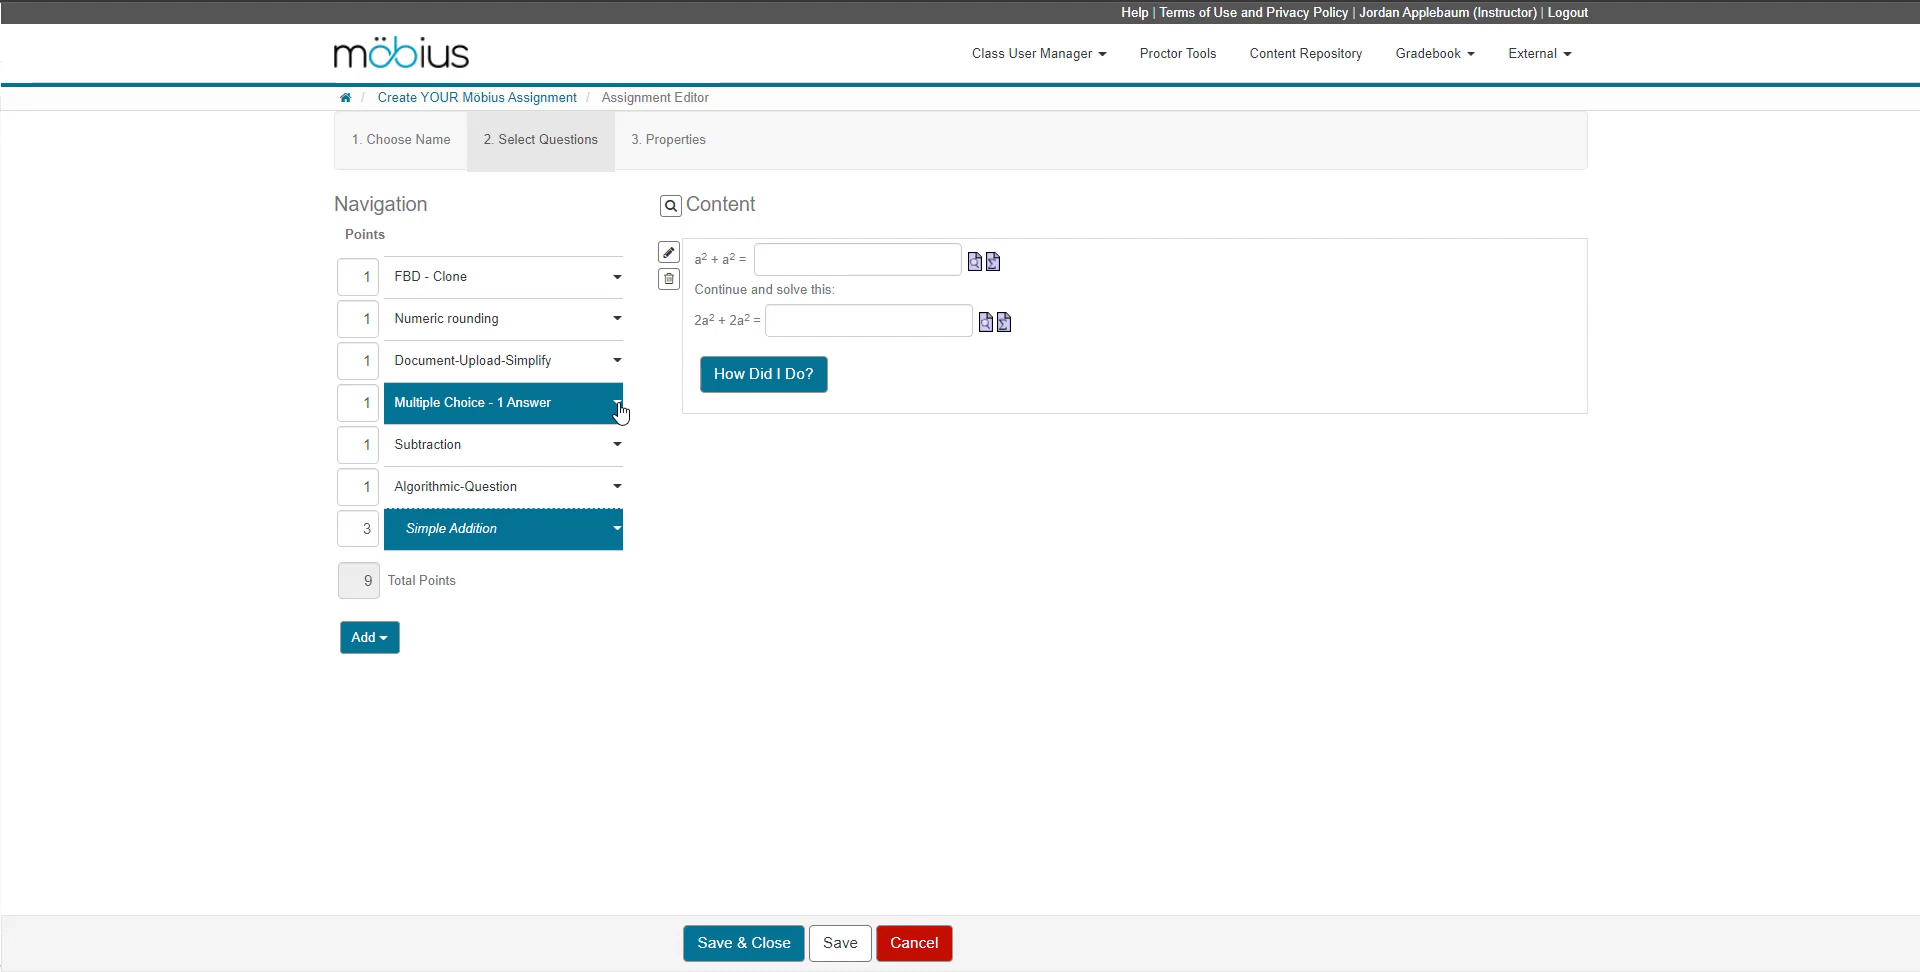 Help | Terms of Use and Privacy Policy | Jordan Applebaum (Instructor) | Logout
möbius
Class User Manager Proctor Tools Content Repository Gradebook External
/ Create YOUR Möbius Assignment / Assignment Editor
1. Choose Name 2. Select Questions 3. Properties
Navigation
Content
Points
1 FBD - Clone
1 Numeric rounding
1 Document-Upload-Simplify
1 Multiple Choice - 1 Answer
1 Subtraction
1 Algorithmic-Question
3 Simple Addition
9 Total Points
Add
a² + a² =
Continue and solve this:
2a² + 2a² =
How Did I Do?
Save & Close Save Cancel